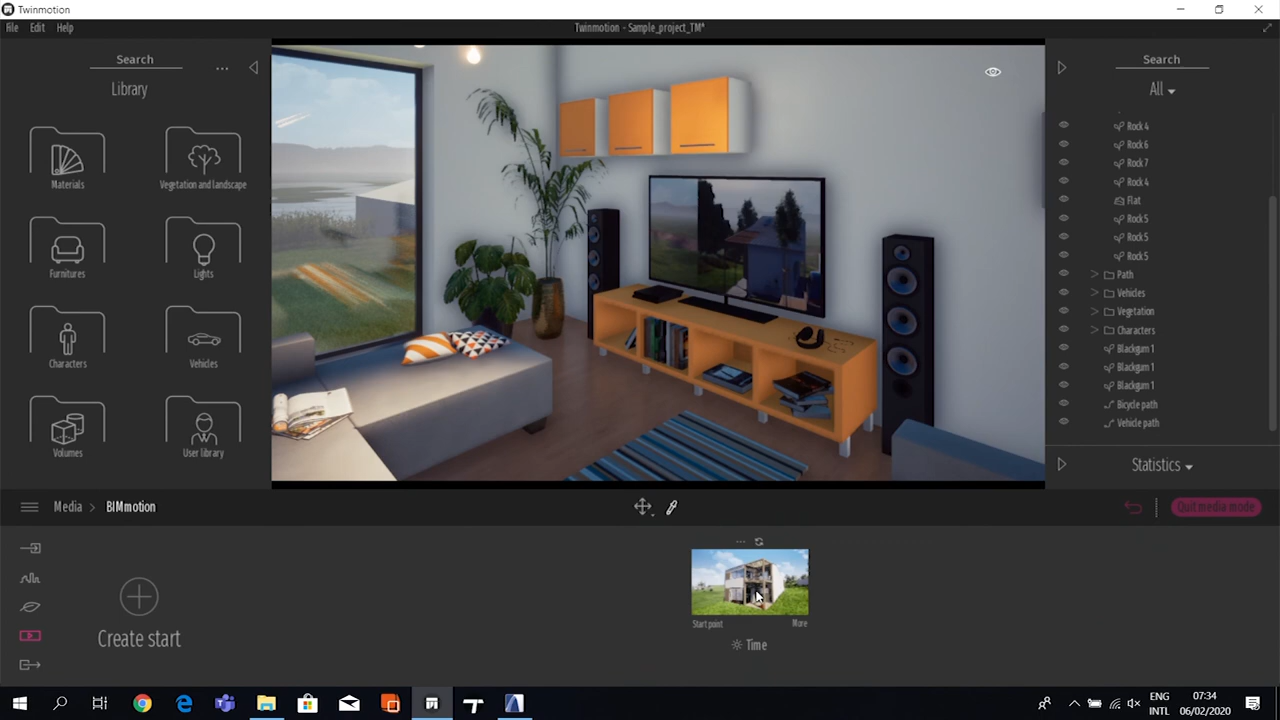 Twinmotion
File Edit Help
Twinmotion - Sample_project_TM*
Search
Library
Materials
Vegetation and landscape
Furnitures
Lights
Characters
Vehicles
Volumes
User library
Search
All
Rock 4
Rock 6
Rock 7
Rock 4
Flat
Rock 5
Rock 5
Rock 5
Path
Vehicles
Vegetation
Characters
Blackgum 1
Blackgum 1
Blackgum 1
Bicycle path
Vehicle path
Statistics
Media > BIMmotion
Quit media mode
Create start
Start point More
Time
ENG
INTL
07:34
06/02/2020